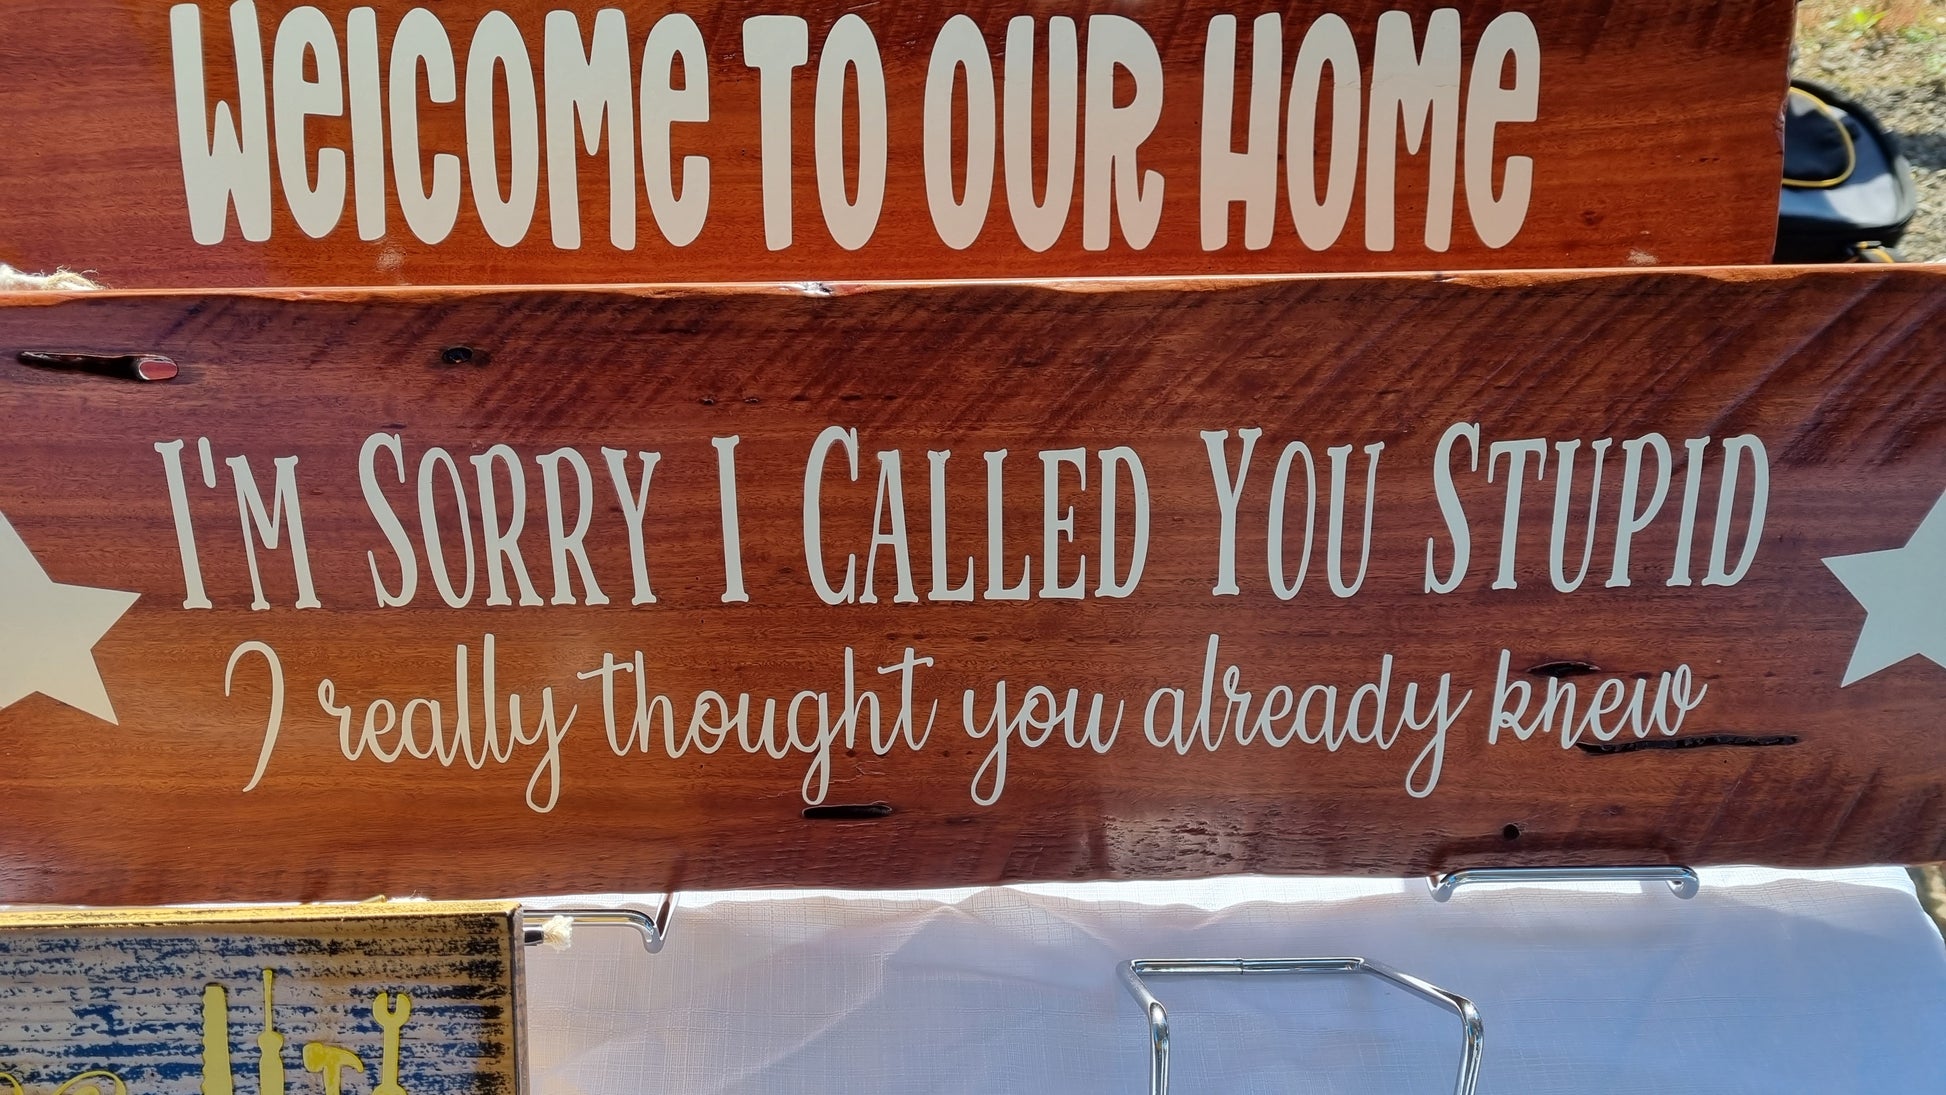 Welcome to our Home
I'm Sorry I Called You Stupid
I really thought you already knew